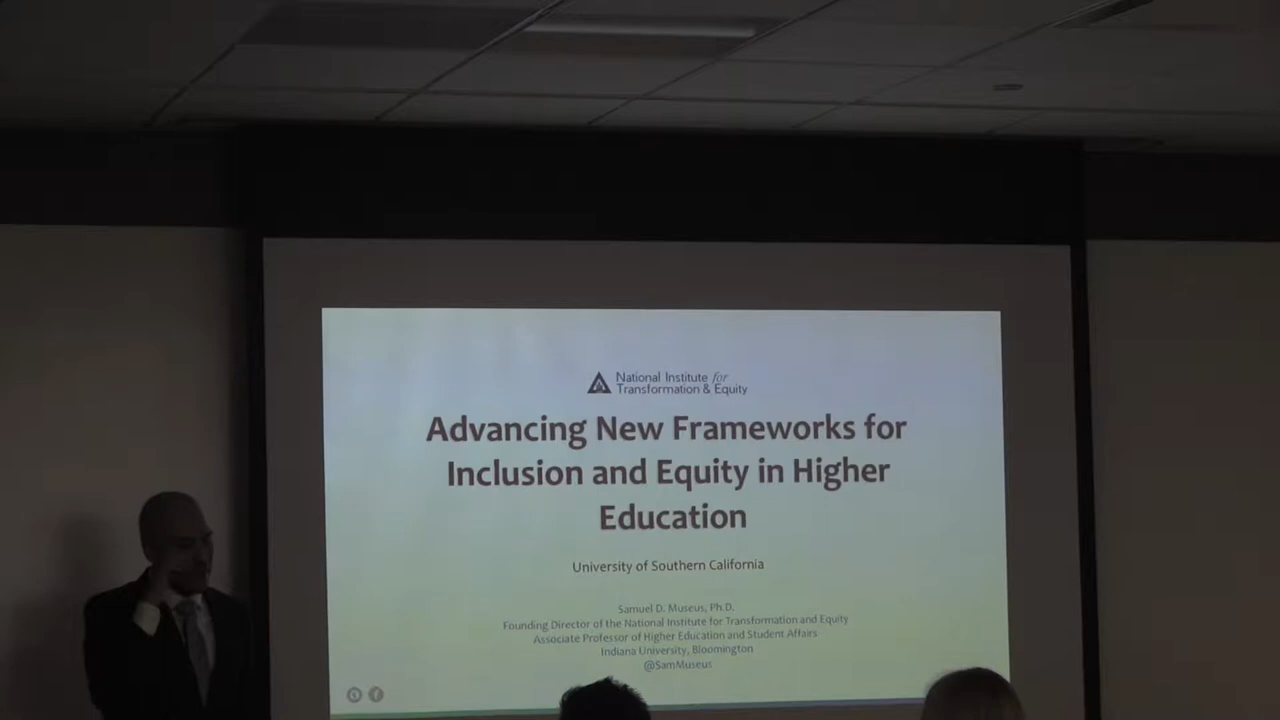 National Institute for
Transformation & Equity
Advancing New Frameworks for
Inclusion and Equity in Higher
Education
University of Southern California
Samuel D. Museus, Ph.D.
Founding Director of the National Institute for Transformation and Equity
Associate Professor of Higher Education and Student Affairs
Indiana University, Bloomington
@SamMuseus